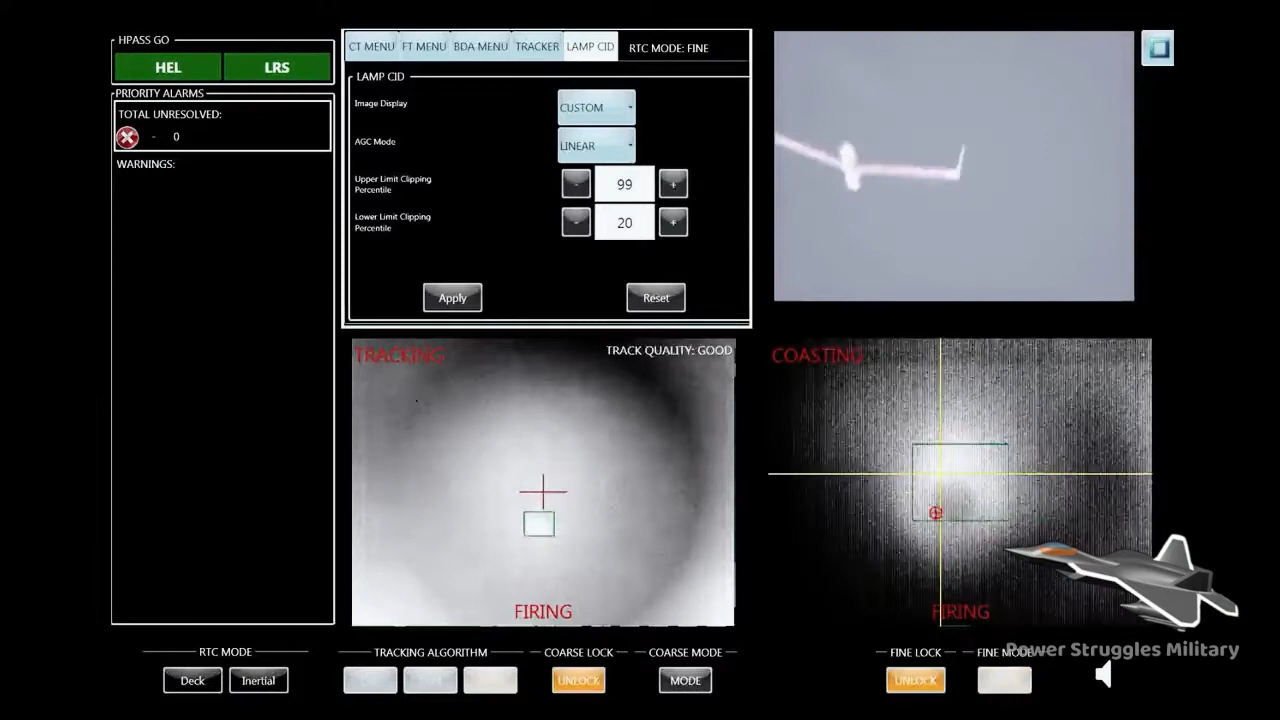 HPASS GO
HEL
LRS
PRIORITY ALARMS
TOTAL UNRESOLVED:
- 0
WARNINGS:
CT MENU
FT MENU
BDA MENU
TRACKER
LAMP CID
RTC MODE: FINE
LAMP CID
Image Display
CUSTOM
AGC Mode
LINEAR
Upper Limit Clipping
Percentile
-
99
+
Lower Limit Clipping
Percentile
-
20
+
Apply
Reset
TRACKING
TRACK QUALITY: GOOD
FIRING
COASTING
FIRING
RTC MODE
Deck
Inertial
TRACKING ALGORITHM
COARSE LOCK
UNLOCK
COARSE MODE
MODE
FINE LOCK
UNLOCK
FINE MODE
Power Struggles Military